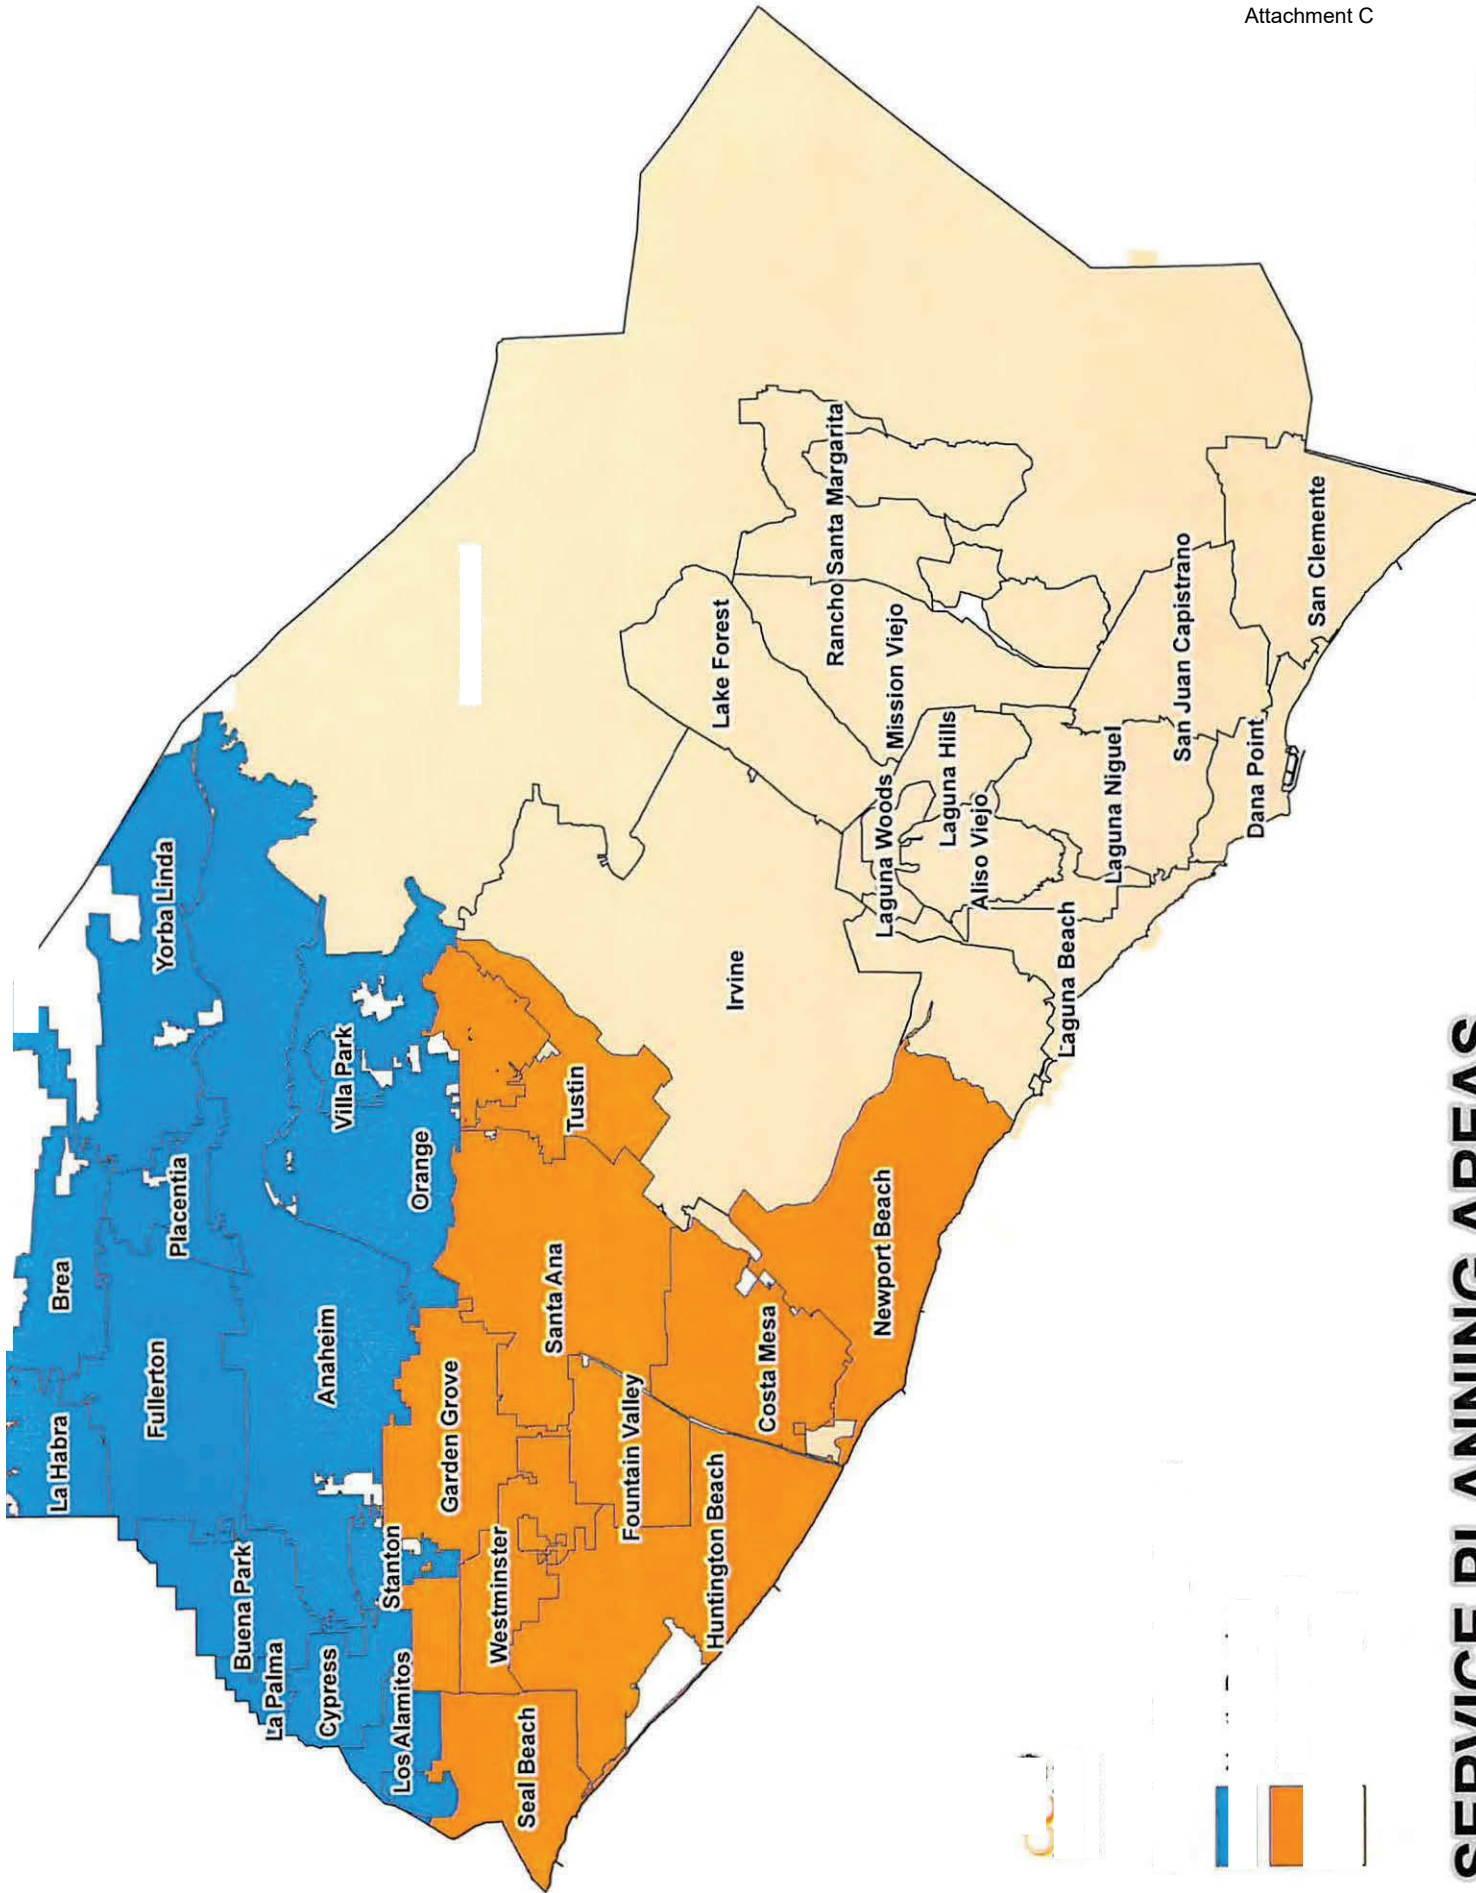 Attachment C
La Habra
Brea
Fullerton
Placentia
Yorba Linda
Buena Park
La Palma
Anaheim
Villa Park
Cypress
Stanton
Orange
Los Alamitos
Garden Grove
Westminster
Santa Ana
Tustin
Seal Beach
Fountain Valley
Huntington Beach
Costa Mesa
Irvine
Newport Beach
Lake Forest
Rancho Santa Margarita
Mission Viejo
Laguna Woods
Laguna Hills
Aliso Viejo
Laguna Beach
Laguna Niguel
San Juan Capistrano
Dana Point
San Clemente
SERVICE PLANNING AREAS